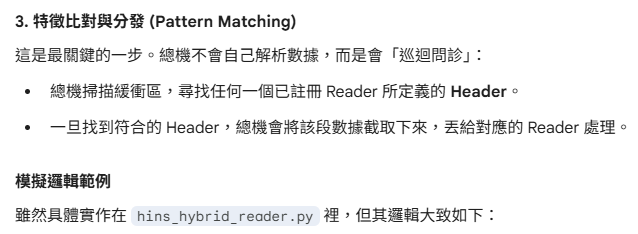 3. 特徵比對與分發 (Pattern Matching)
這是最關鍵的一步。總機不會自己解析數據，而是會「巡迴問診」：
• 總機掃描緩衝區，尋找任何一個已註冊 Reader 所定義的 Header。
• 一旦找到符合的 Header，總機會將該段數據截取下來，丟給對應的 Reader 處理。
模擬邏輯範例
雖然具體實作在 hins_hybrid_reader.py 裡，但其邏輯大致如下：